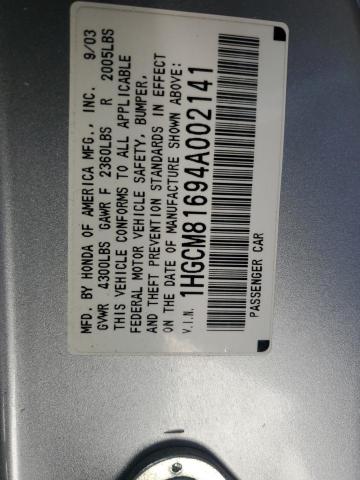 MFD. BY HONDA OF AMERICA MFG., INC. 9/03
GVWR 4300LBS GAWR F 2360LBS R 2005LBS
THIS VEHICLE CONFORMS TO ALL APPLICABLE
FEDERAL MOTOR VEHICLE SAFETY, BUMPER,
AND THEFT PREVENTION STANDARDS IN EFFECT
ON THE DATE OF MANUFACTURE SHOWN ABOVE:
V.I.N. 1HGCM81694A002141
PASSENGER CAR